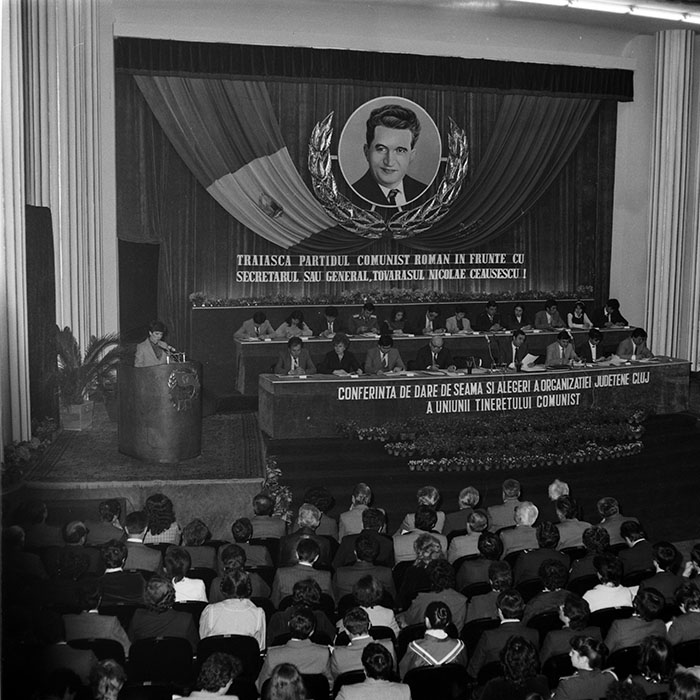 TRAIASCA PARTIDUL COMUNIST ROMAN IN FRUNTE CU
SECRETARUL SAU GENERAL, TOVARASUL NICOLAE CEAUSESCU !
CONFERINTA DE DARE DE SEAMA SI ALEGERI A ORGANIZATIEI JUDETENE CLUJ
A UNIUNII TINERETULUI COMUNIST